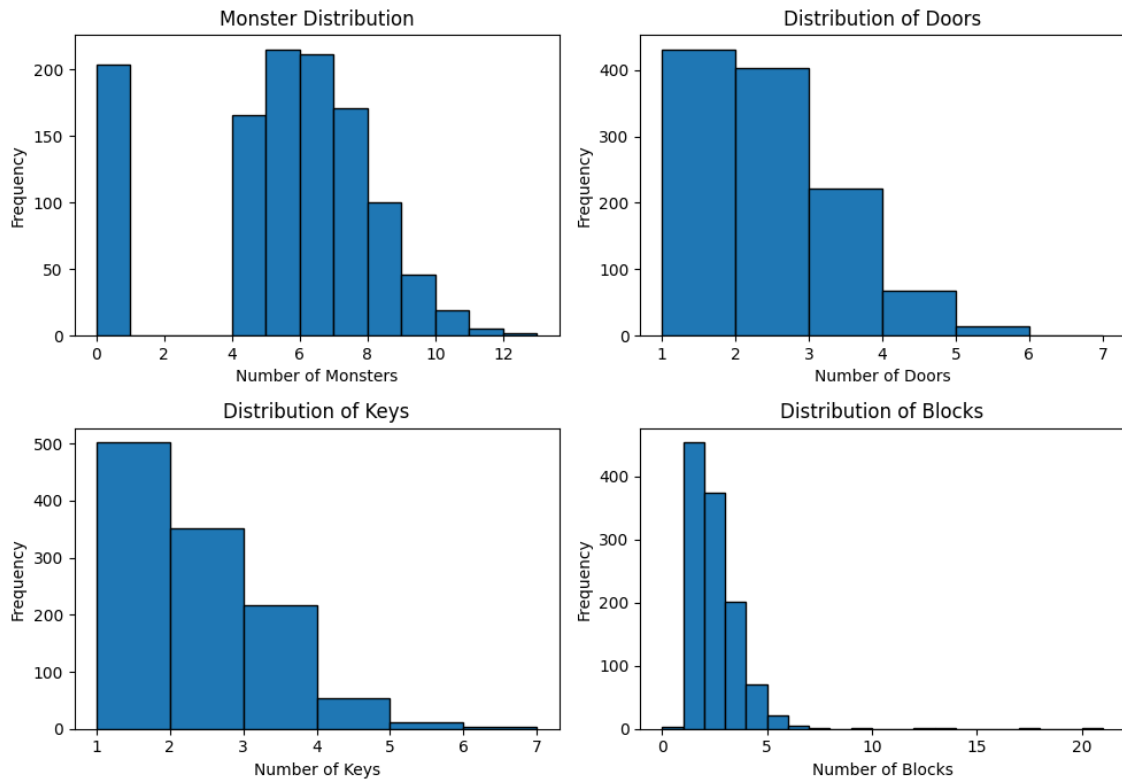 Monster Distribution
Frequency
200
150
100
50
0
0 2 4 6 8 10 12
Number of Monsters
Distribution of Doors
Frequency
400
300
200
100
0
1 2 3 4 5 6 7
Number of Doors
Distribution of Keys
Frequency
500
400
300
200
100
0
1 2 3 4 5 6 7
Number of Keys
Distribution of Blocks
Frequency
400
300
200
100
0
0 5 10 15 20
Number of Blocks